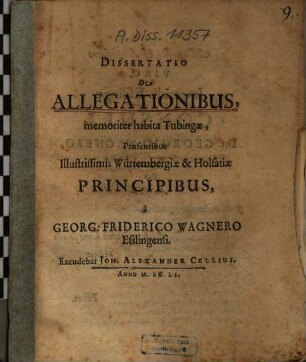 9.
A. Diss. 11357
DISSERTATIO
De
ALLEGATIONIBUS,
memoriter habita Tubingæ,
Præsentibus
Illustrissimis Würtembergiæ & Holsatiæ
PRINCIPIBUS,
à
GEORG. FRIDERICO WAGNERO
Esslingensi.
Excudebat JOH. ALEXANDER CELLIUS,
ANNO M. DC LI.